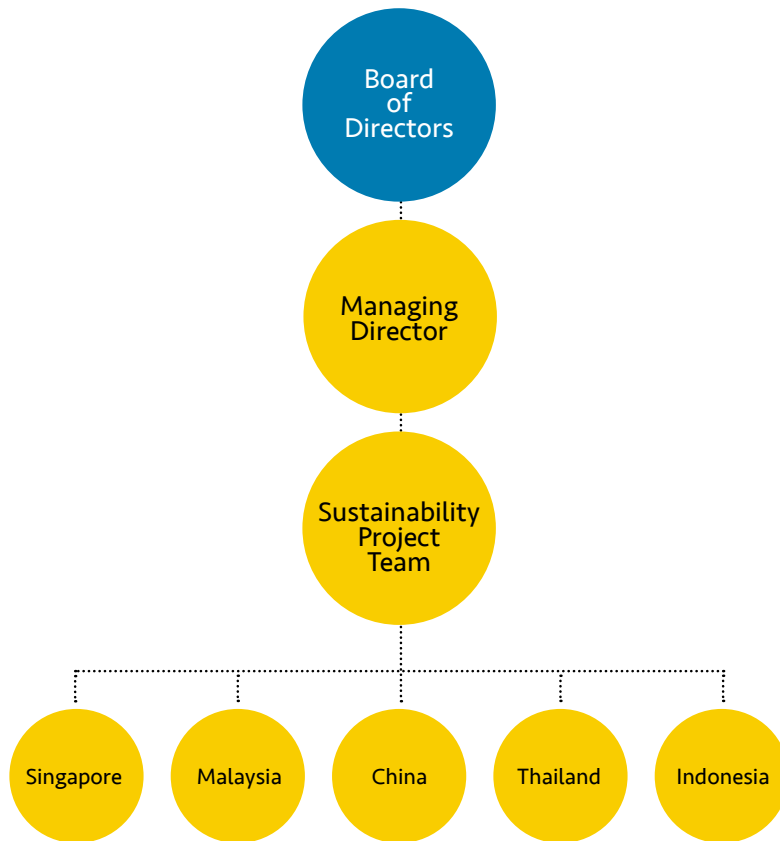 Board
of
Directors
Managing
Director
Sustainability
Project
Team
Singapore
Malaysia
China
Thailand
Indonesia